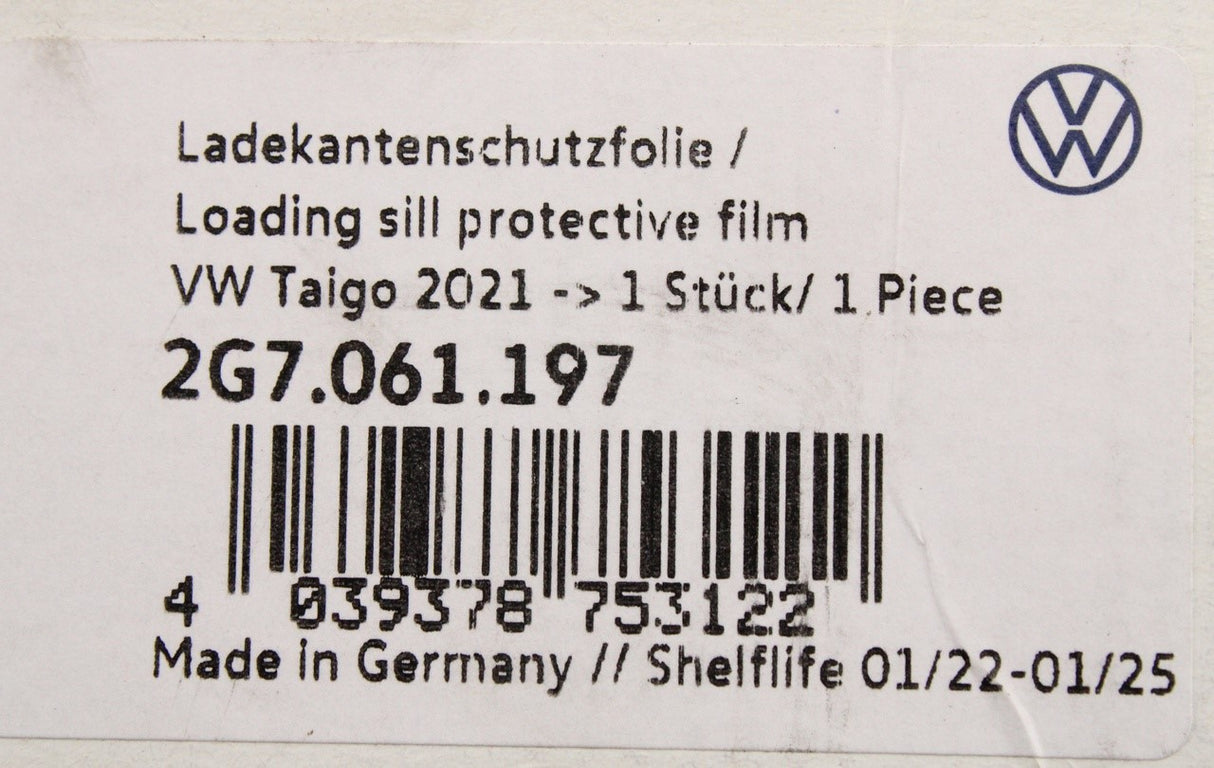 Ladekantenschutzfolie /
Loading sill protective film
VW Taigo 2021 -> 1 Stück/ 1 Piece
2G7.061.197
4 039378 753122
Made in Germany // Shelflife 01/22-01/25